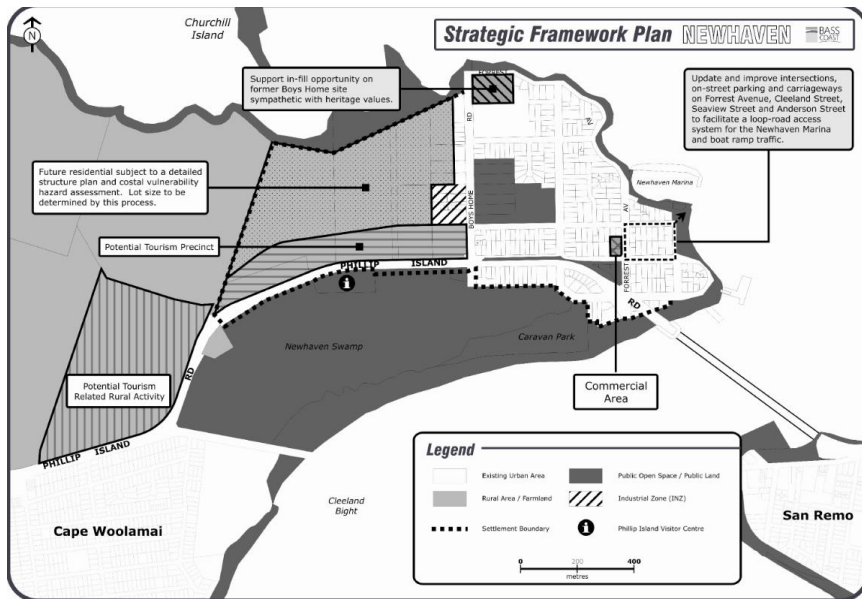 Churchill
Island
N
Strategic Framework Plan NEWHAVEN
BASS
COAST
Support in-fill opportunity on
former Boys Home site
sympathetic with heritage values.
FORREST
Update and improve intersections,
on-street parking and carriageways
on Forrest Avenue, Cleeland Street,
Seaview Street and Anderson Street
to facilitate a loop-road access
system for the Newhaven Marina
and boat ramp traffic.
RD
AV
Future residential subject to a detailed
structure plan and costal vulnerability
hazard assessment. Lot size to be
determined by this process.
Newhaven Marina
BOYS HOME
AV
Potential Tourism Precinct
PHILLIP ISLAND
FORREST
RD
i
Newhaven Swamp
Caravan Park
RD
Potential Tourism
Related Rural Activity
Commercial
Area
PHILLIP ISLAND
Cape Woolamai
Cleeland
Bight
San Remo
Legend
Existing Urban Area
Public Open Space / Public Land
Rural Area / Farmland
Industrial Zone (INZ)
Settlement Boundary
i
Phillip Island Visitor Centre
0 200 400
metres